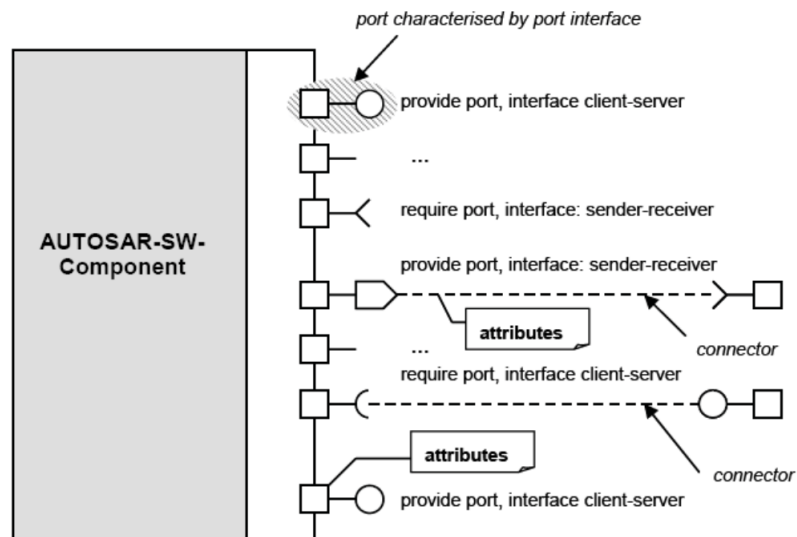 port characterised by port interface
provide port, interface client-server
...
require port, interface: sender-receiver
AUTOSAR-SW-
Component
provide port, interface: sender-receiver
attributes
connector
...
require port, interface client-server
attributes
connector
provide port, interface client-server